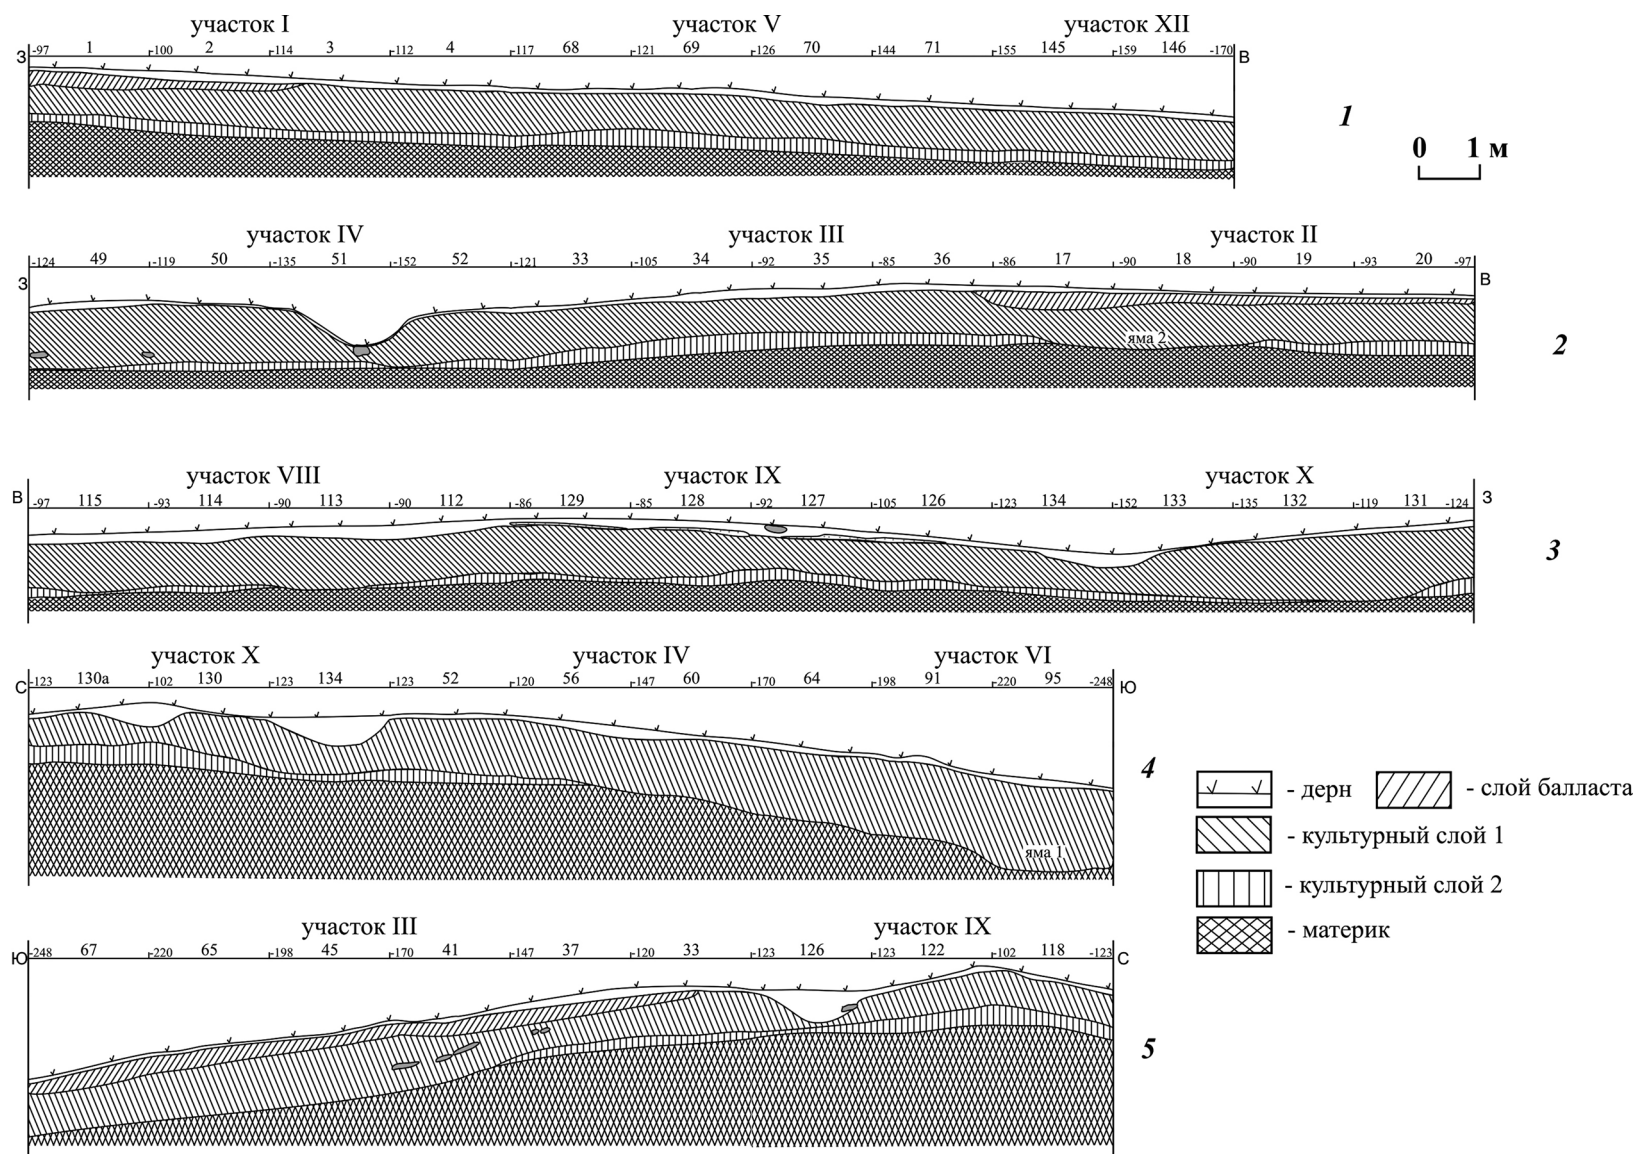 участок I участок V участок XII
З -97 1 -100 2 -114 3 -112 4 -117 68 -121 69 -126 70 -144 71 -155 145 -159 146 -170 В
1
0 1 м
участок IV участок III участок II
З -124 49 -119 50 -135 51 -152 52 -121 33 -105 34 -92 35 -85 36 -86 17 -90 18 -90 19 -93 20 -97 В
яма 2
2
участок VIII участок IX участок X
В -97 115 -93 114 -90 113 -90 112 -86 129 -85 128 -92 127 -105 126 -123 134 -152 133 -135 132 -119 131 -124 З
3
участок X участок IV участок VI
С -123 130а -102 130 -123 134 -123 52 -120 56 -147 60 -170 64 -198 91 -220 95 -248 Ю
яма 1
4
- дерн - слой балласта
- культурный слой 1
- культурный слой 2
- материк
участок III участок IX
Ю -248 67 -220 65 -198 45 -170 41 -147 37 -120 33 -123 126 -123 122 -102 118 -123 С
5